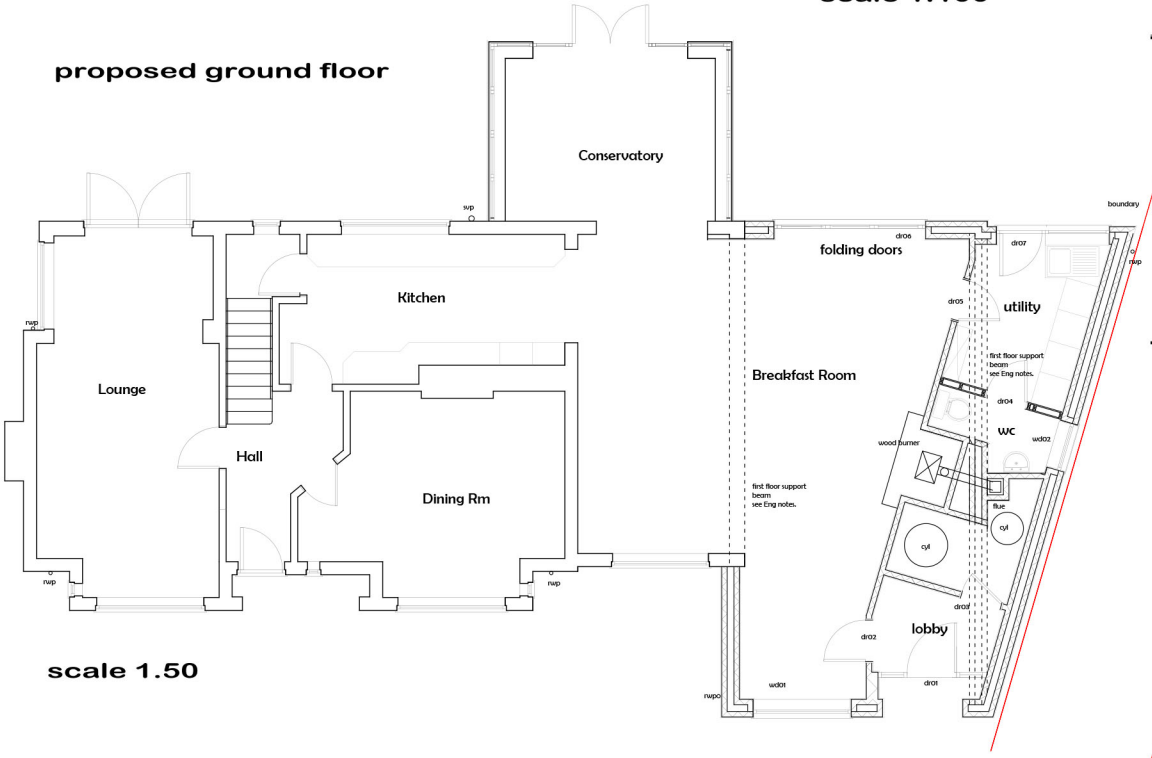 scale 1:100
proposed ground floor
Conservatory
boundary
svp
dr06
folding doors
dr07
rwp
Kitchen
dr05
utility
rwp
first floor support
beam
see Eng notes.
Lounge
Breakfast Room
dr04
wc
wd02
wood burner
Hall
Dining Rm
first floor support
beam
see Eng notes.
flue
cyl
cyl
rwp
rwp
dr03
lobby
dr02
scale 1.50
dr01
wd01
rwp0